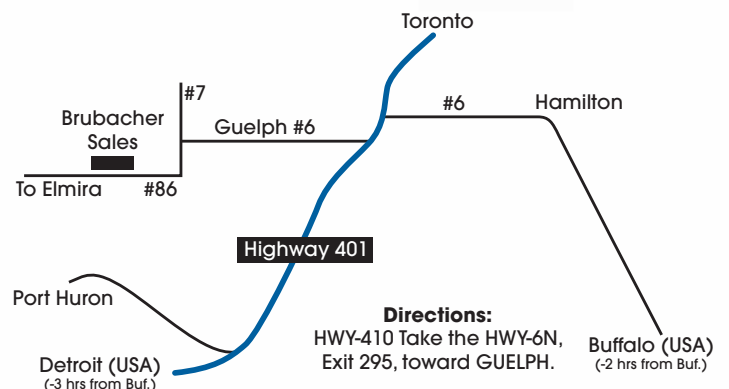 Toronto
#7
#6
Hamilton
Brubacher
Sales
Guelph #6
To Elmira
#86
Highway 401
Port Huron
Directions:
HWY-410 Take the HWY-6N,
Exit 295, toward GUELPH.
Buffalo (USA)
(-2 hrs from Buf.)
Detroit (USA)
(-3 hrs from Buf.)